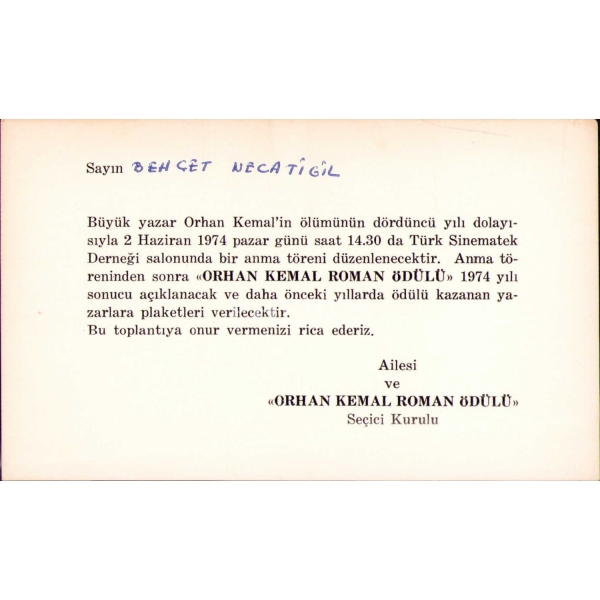 Sayın BEHÇET NECATİGİL
Büyük yazar Orhan Kemal'in ölümünün dördüncü yılı dolayı-
sıyla 2 Haziran 1974 pazar günü saat 14.30 da Türk Sinematek
Derneği salonunda bir anma töreni düzenlenecektir. Anma tö-
reninden sonra «ORHAN KEMAL ROMAN ÖDÜLÜ» 1974 yılı
sonucu açıklanacak ve daha önceki yıllarda ödülü kazanan ya-
zarlara plaketleri verilecektir.
Bu toplantıya onur vermenizi rica ederiz.
Ailesi
ve
«ORHAN KEMAL ROMAN ÖDÜLÜ»
Seçici Kurulu